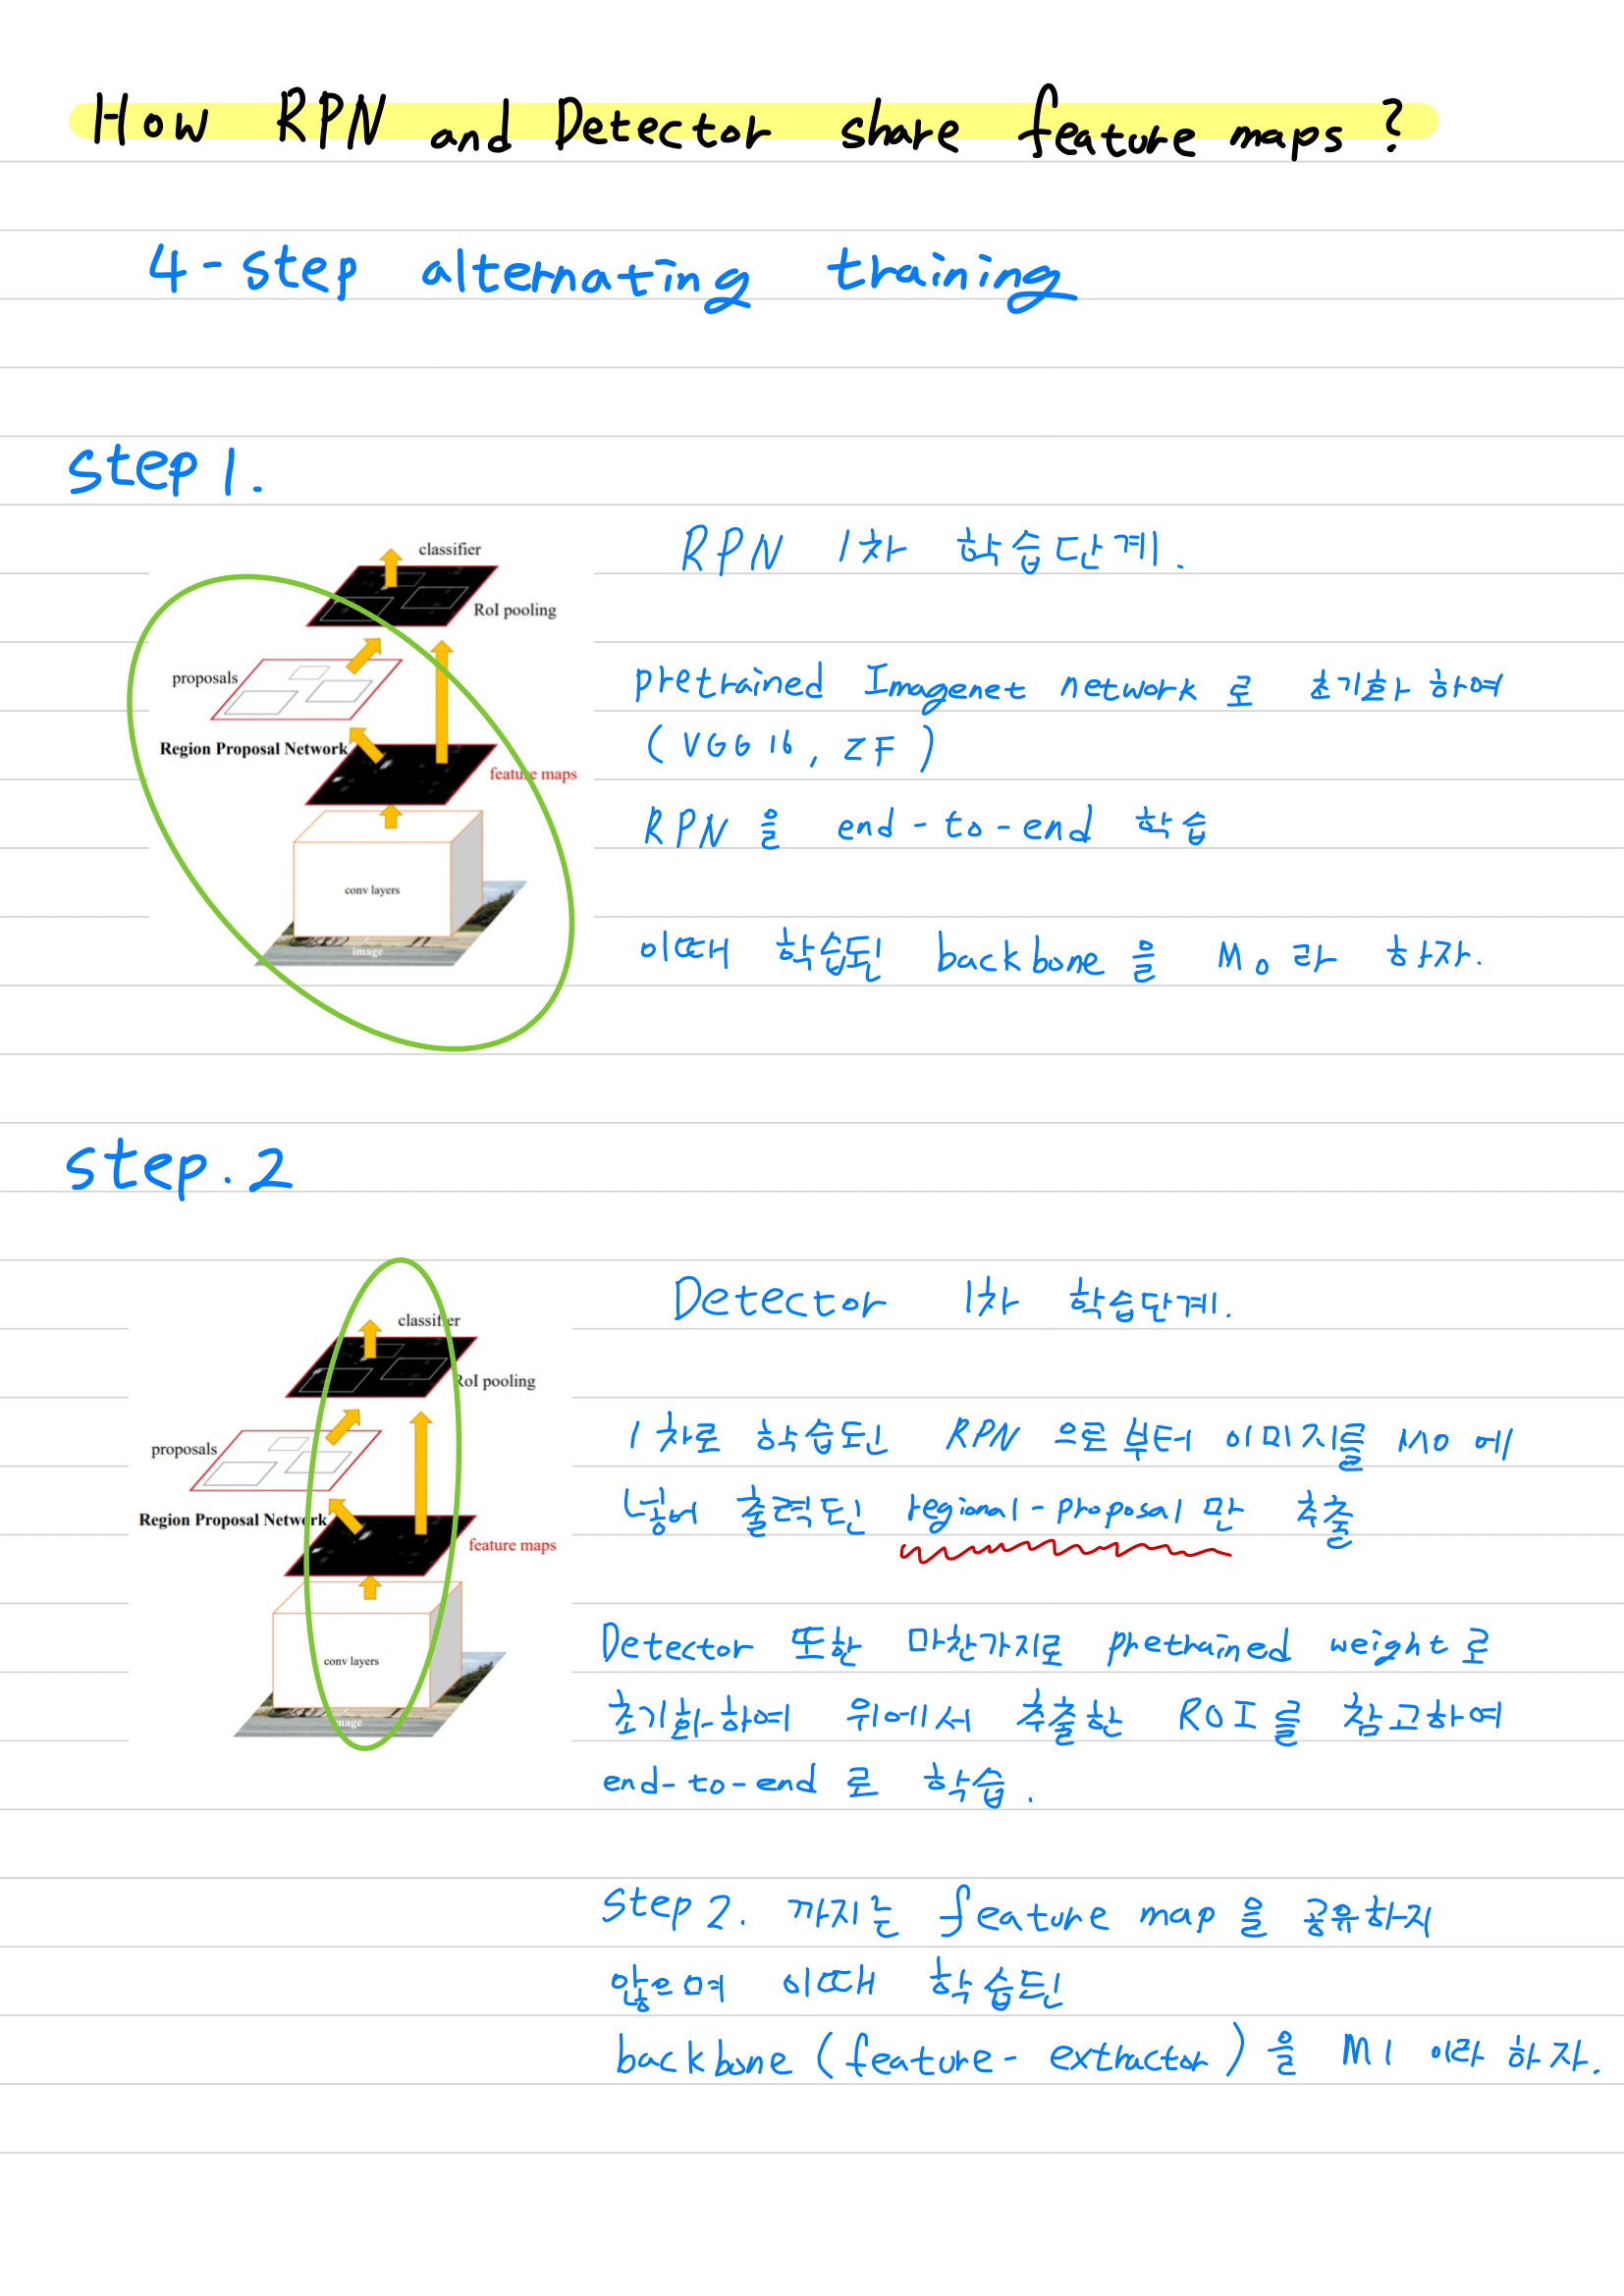 How RPN and Detector share feature maps ?
4-step alternating training
step 1.
classifier
RoI pooling
proposals
Region Proposal Network
feature maps
conv layers
image
RPN 1차 학습단계.
pretrained Imagenet network 로 초기화 하여
( VGG 16, ZF )
RPN 을 end-to-end 학습
이때 학습된 backbone 을 M0 라 하자.
step. 2
classifier
RoI pooling
proposals
Region Proposal Network
feature maps
conv layers
image
Detector 1차 학습단계.
1차로 학습된 RPN 으로부터 이미지를 M0 에
넣어 출력된 regional-proposal 만 추출
Detector 또한 마찬가지로 pretrained weight 로
초기화하여 위에서 추출한 ROI 를 참고하여
end-to-end 로 학습.
Step 2. 까지는 feature map 을 공유하지
않으며 이때 학습된
backbone (feature-extractor) 을 M1 이라 하자.